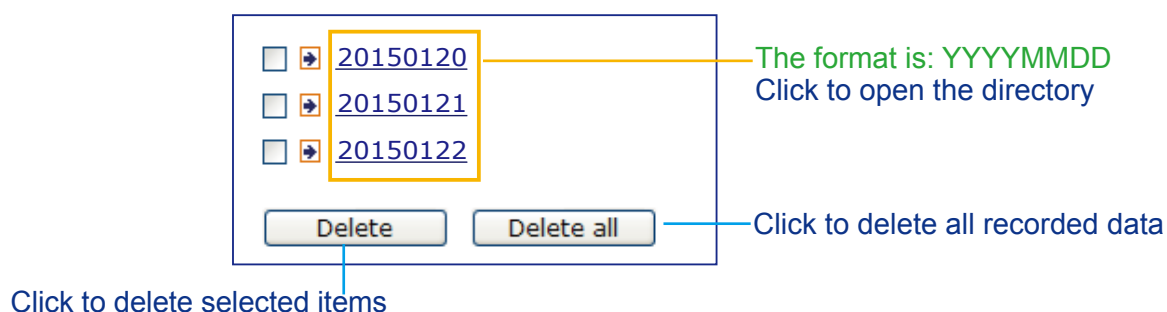 20150120
The format is: YYYYMMDD
Click to open the directory
20150121
20150122
Delete
Delete all
Click to delete all recorded data
Click to delete selected items